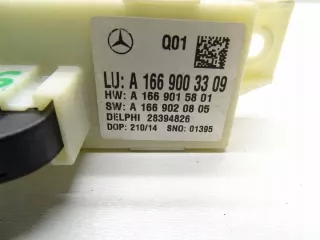 Q01
LU: A 166 900 33 09
HW: A 166 901 58 01
SW: A 166 902 08 05
DELPHI 28394826
DOP: 210/14 SNO: 01395